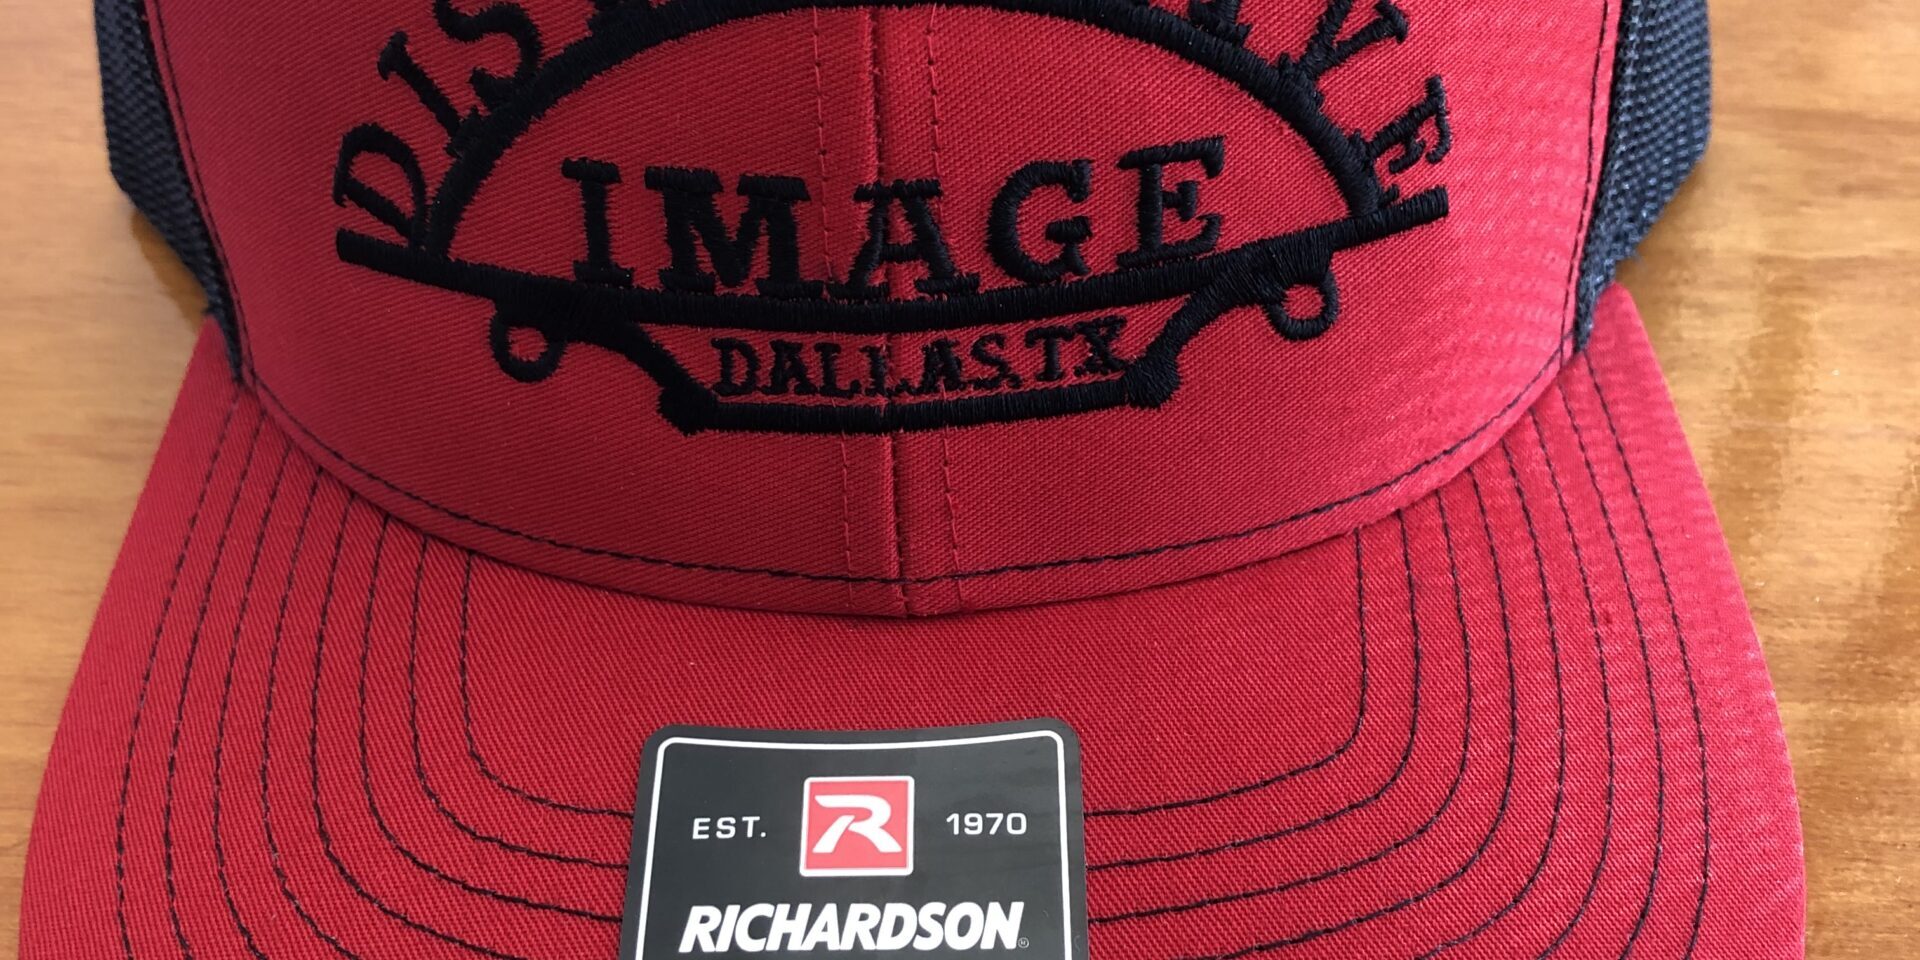 IMAGE
DALLAS.TX
EST. R 1970
RICHARDSON